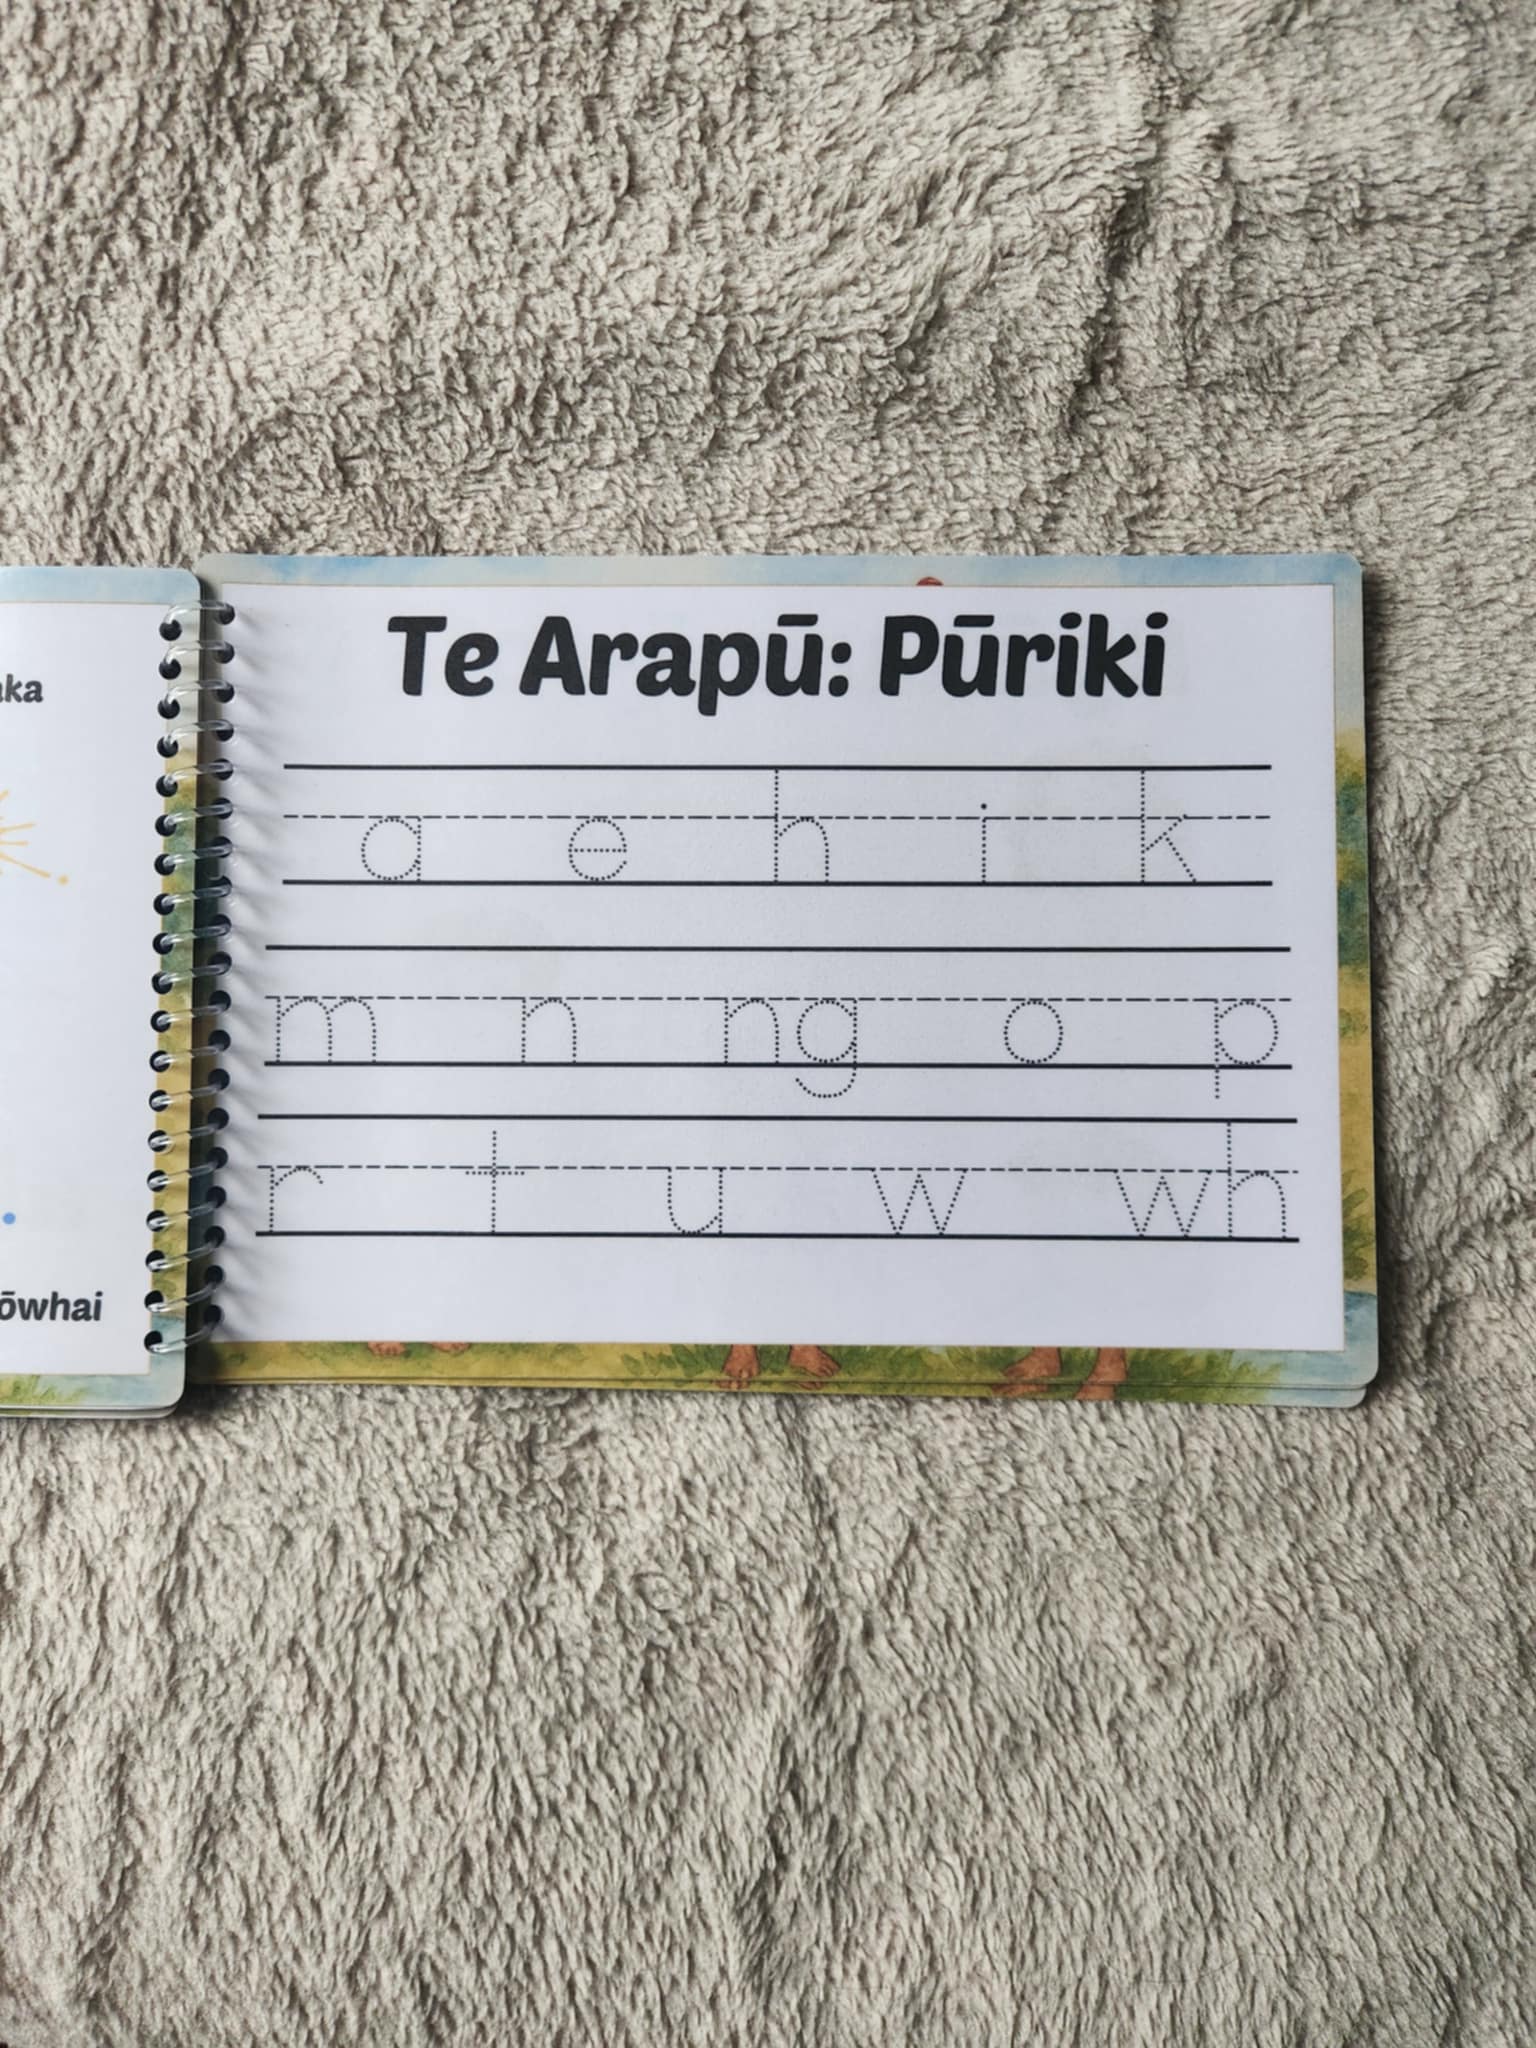 Te Arapū: Pūriki
a e h i k
m n ng o p
r t u w wh